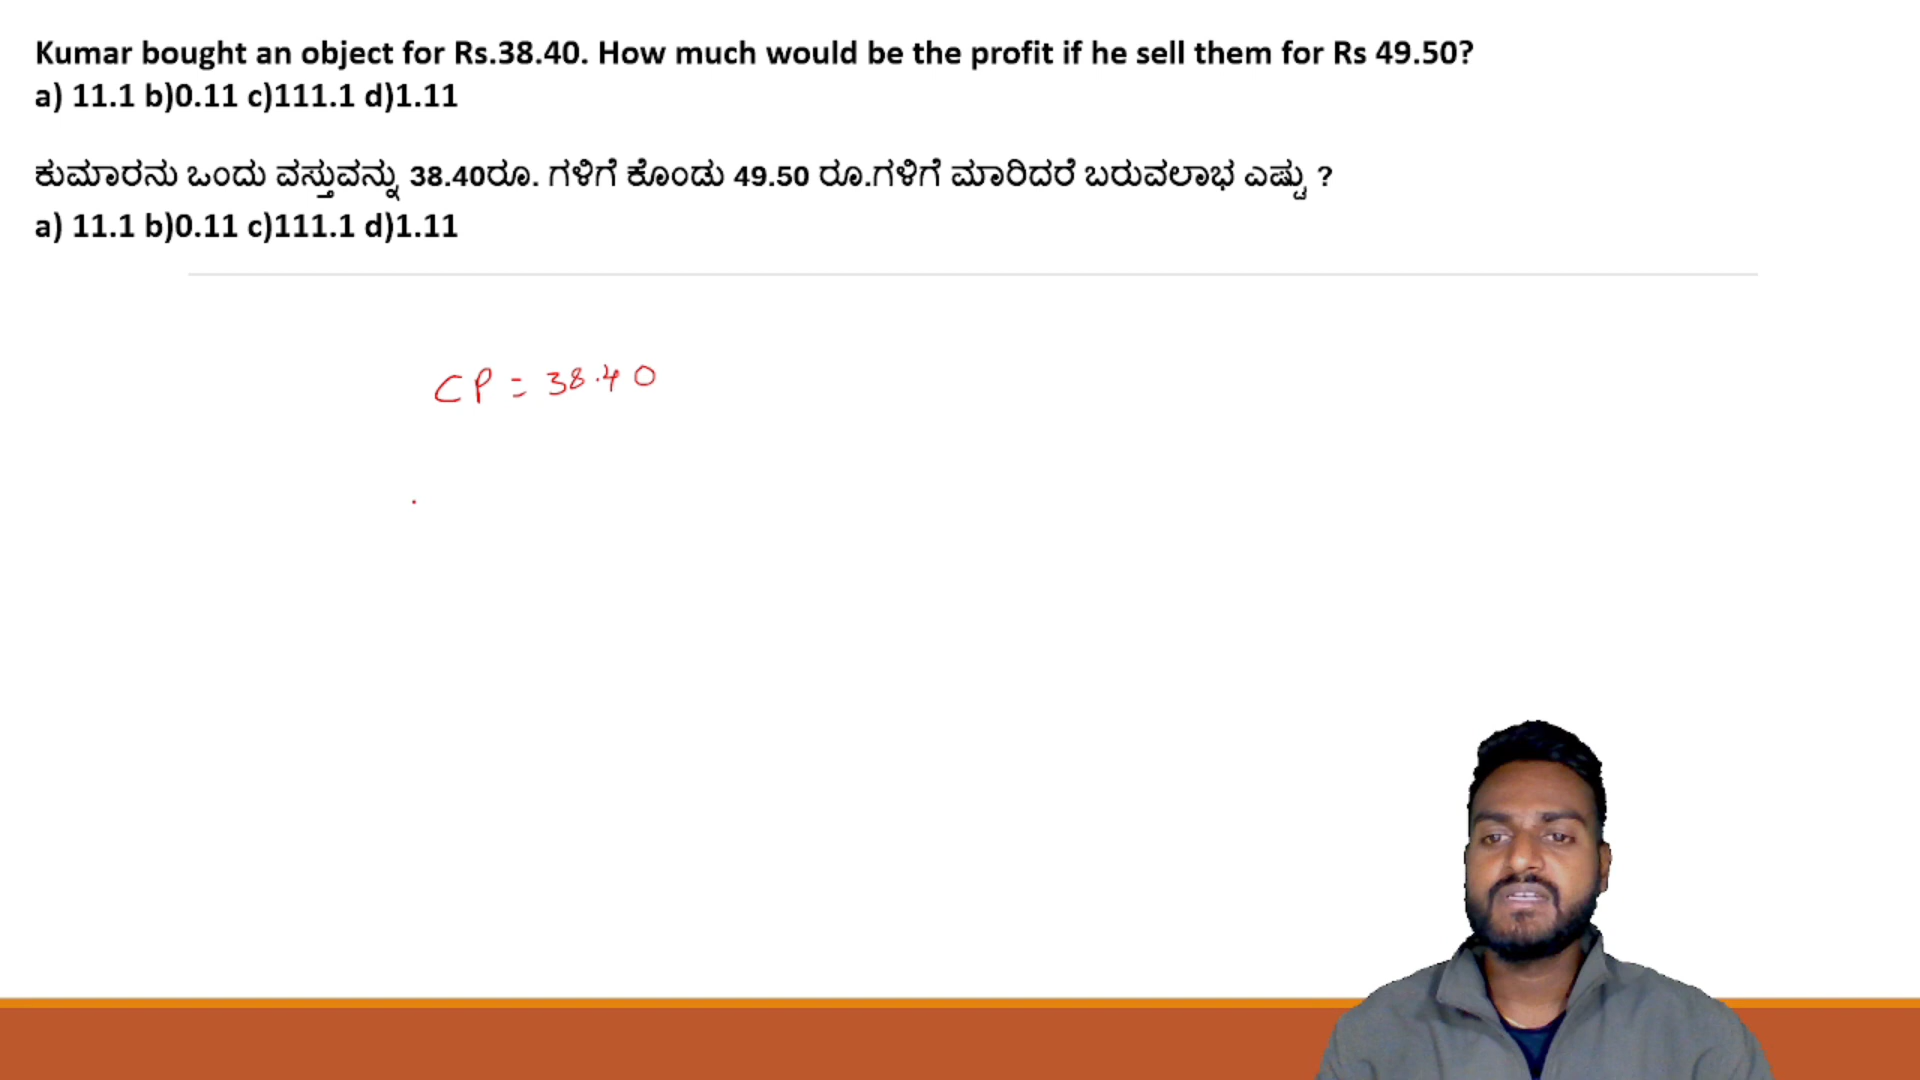 Kumar bought an object for Rs.38.40. How much would be the profit if he sell them for Rs 49.50?
a) 11.1 b)0.11 c)111.1 d)1.11
ಕುಮಾರನು ಒಂದು ವಸ್ತುವನ್ನು 38.40ರೂ. ಗಳಿಗೆ ಕೊಂಡು 49.50 ರೂ.ಗಳಿಗೆ ಮಾರಿದರೆ ಬರುವಲಾಭ ಎಷ್ಟು ?
a) 11.1 b)0.11 c)111.1 d)1.11
CP = 38.40